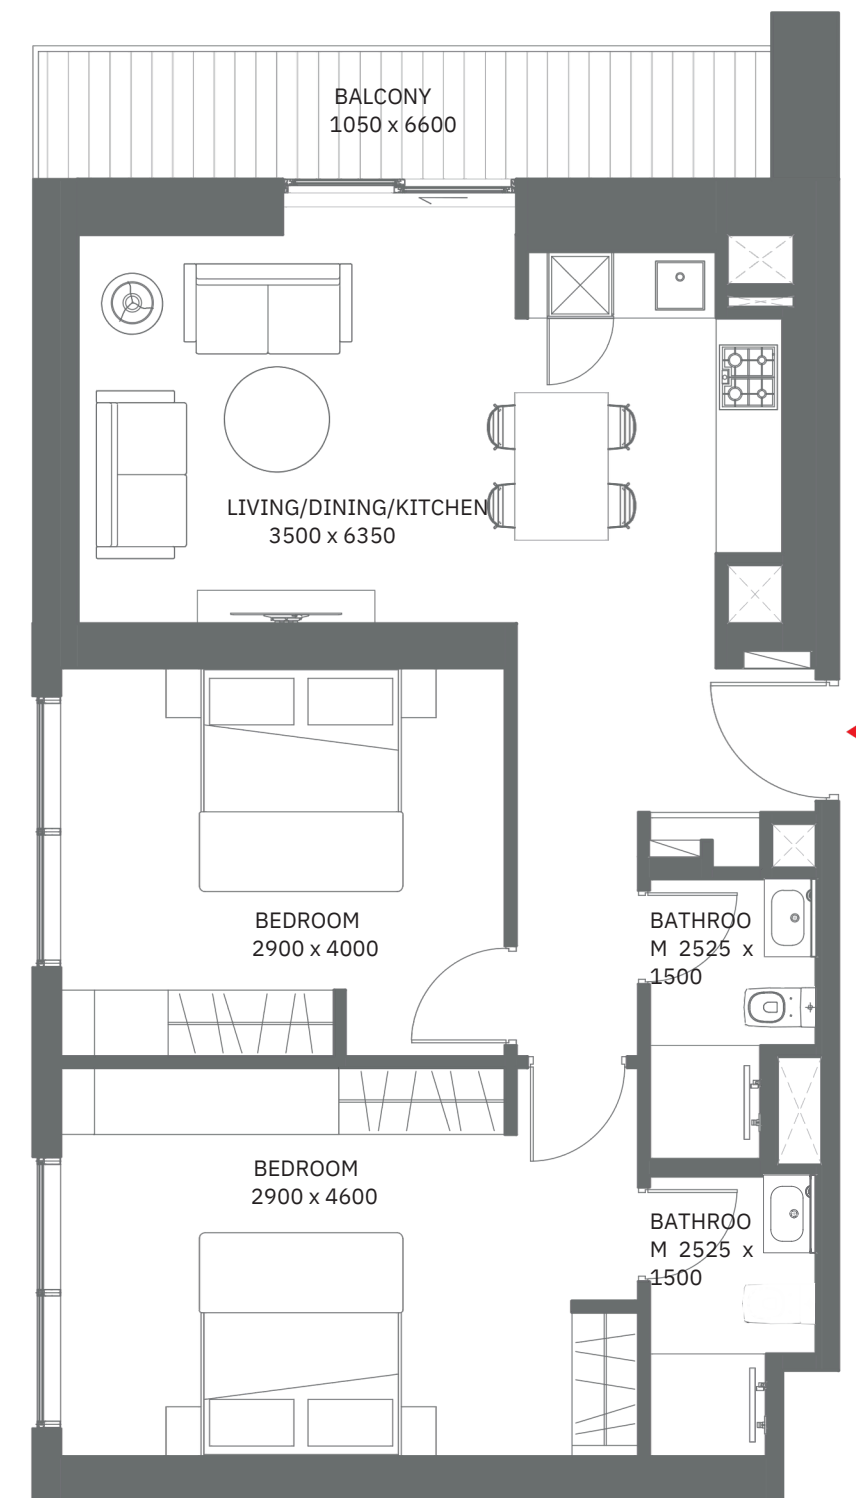 BALCONY
1050 x 6600
LIVING/DINING/KITCHEN
3500 x 6350
BEDROOM
2900 x 4000
BATHROO
M 2525 x
1500
BEDROOM
2900 x 4600
BATHROO
M 2525 x
1500